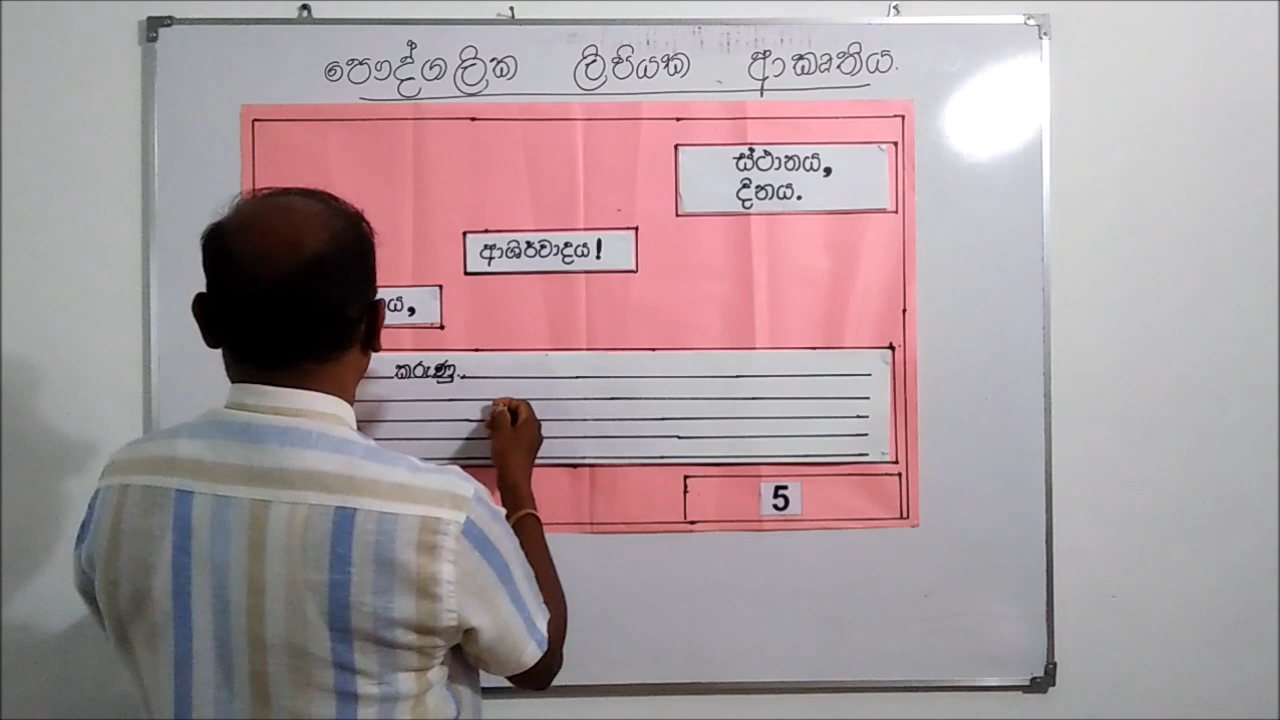 පෞද්ගලික ලිපියක ආකෘතිය.
ස්ථානය,
දිනය.
ආශිර්වාදය!
කරුණු..
5